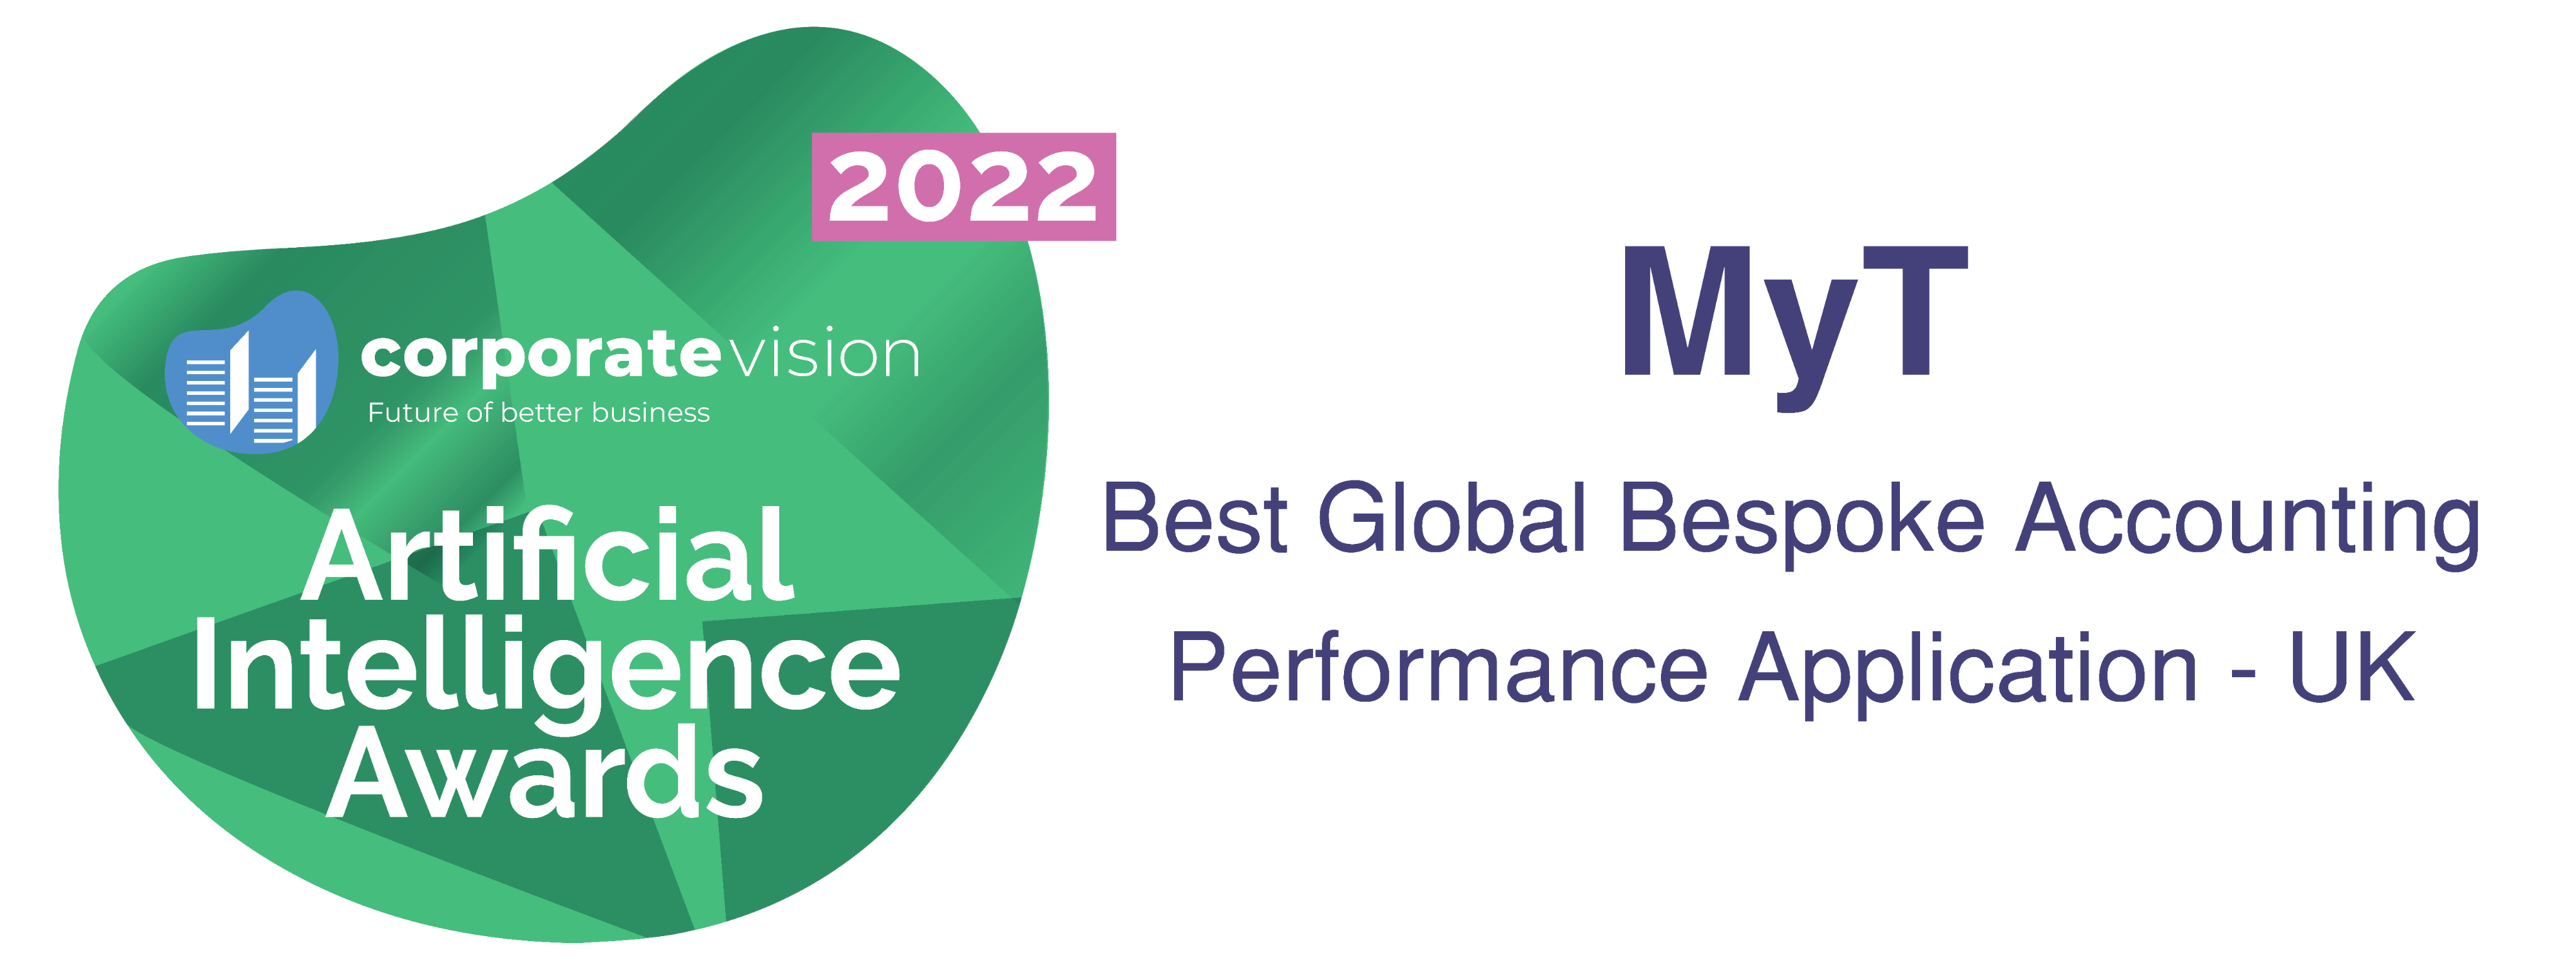 2022
corporatevision
Future of better business
Artificial
Intelligence
Awards
MyT
Best Global Bespoke Accounting
Performance Application - UK